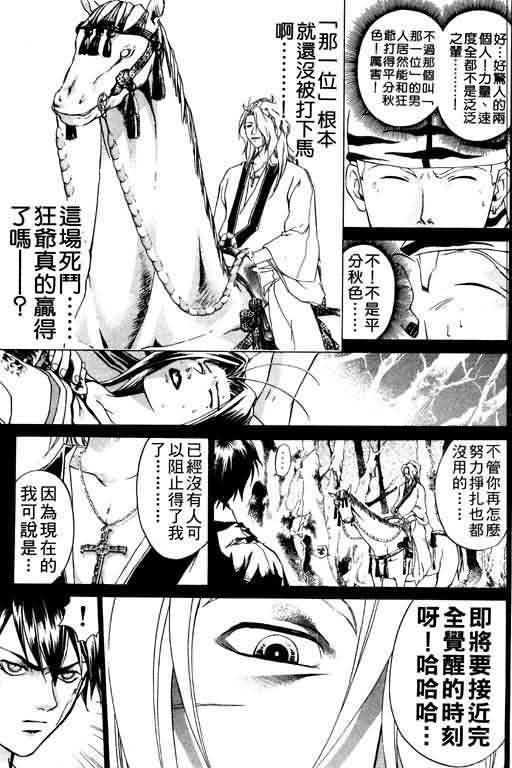 好…好驚人的兩
個人！力量、速
度全都不是泛泛
之輩……！
不過那個叫「
那一位」的男
人居然能和狂
爺打得平分秋
色！厲害！
不！不是平
分秋色……
「那一位」根本
就還沒被打下馬
啊……
這場死鬥……
狂爺真的贏得
了嗎——？
不管你再怎麼
努力掙扎也都
沒用的……
……
已經沒有人可
以阻止得了我
了………
因為現在的
我可說是…
即將要接近完
全覺醒的時刻
呀！哈哈哈…
！